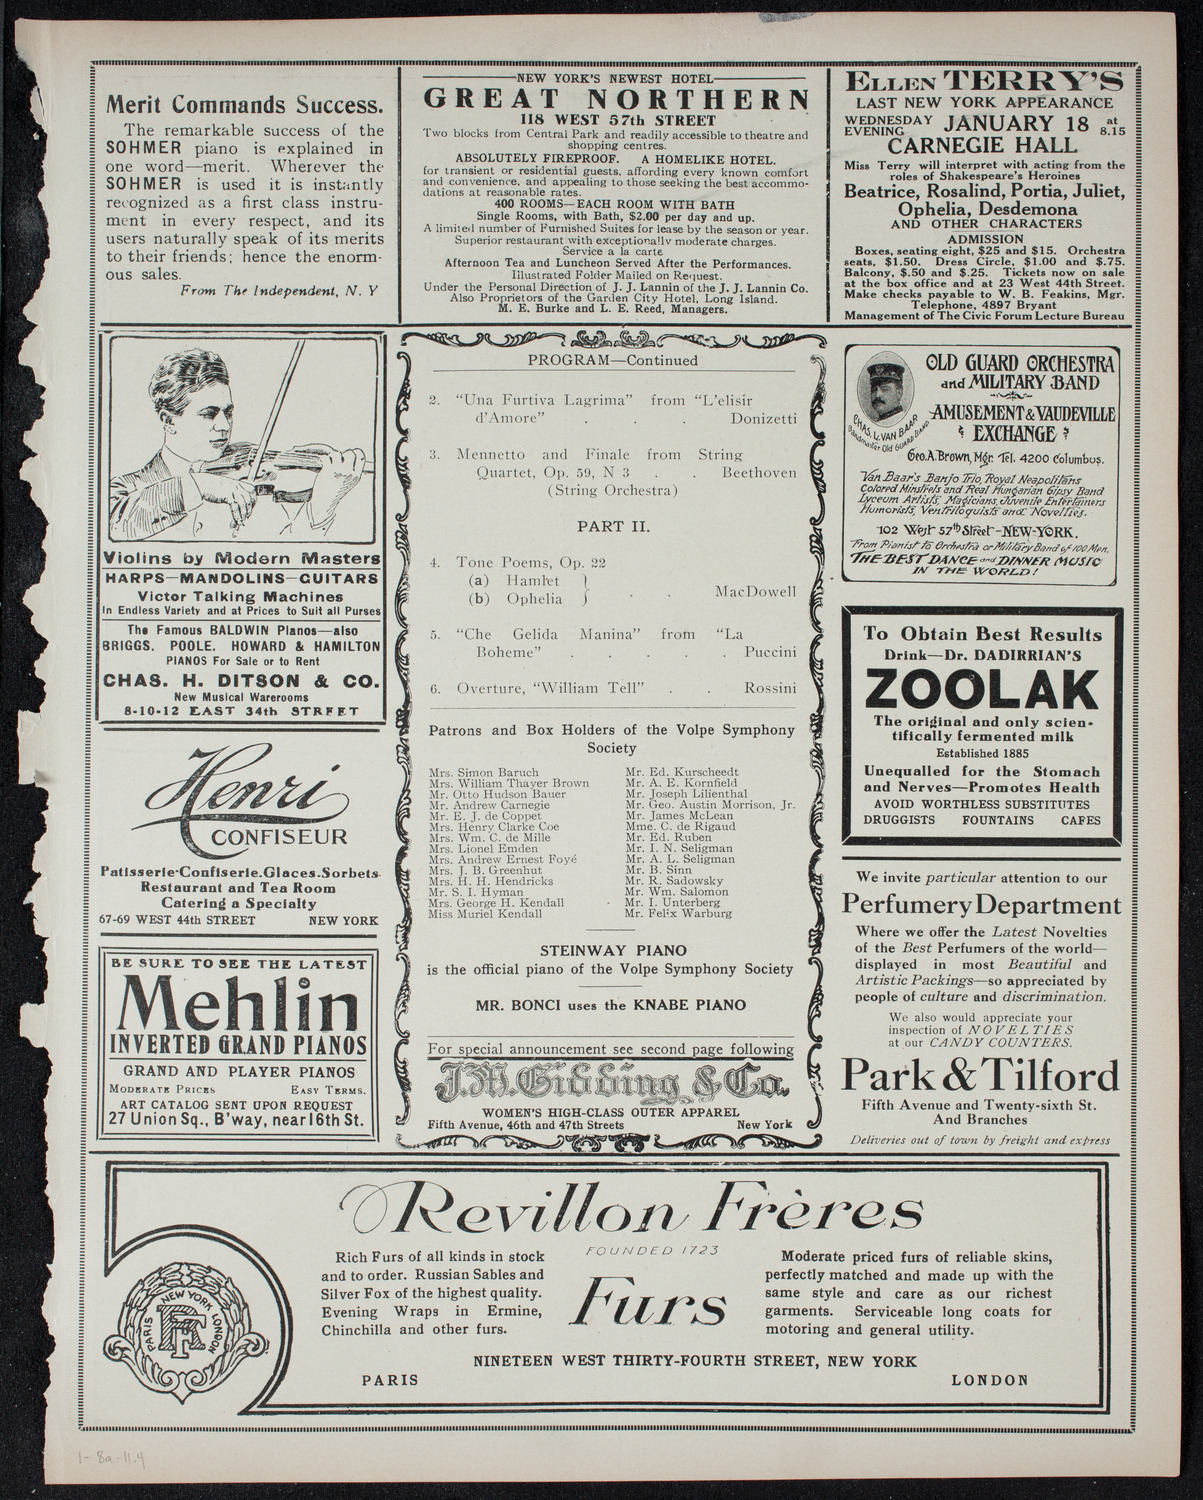 Merit Commands Success.
The remarkable success of the
SOHMER piano is explained in
one word—merit. Wherever the
SOHMER is used it is instantly
recognized as a first class instru-
ment in every respect, and its
users naturally speak of its merits
to their friends; hence the enorm-
ous sales.
From The Independent, N. Y
NEW YORK'S NEWEST HOTEL
GREAT NORTHERN
118 WEST 57th STREET
Two blocks from Central Park and readily accessible to theatre and
shopping centres.
ABSOLUTELY FIREPROOF. A HOMELIKE HOTEL.
for transient or residential guests, affording every known comfort
and convenience, and appealing to those seeking the best accommo-
dations at reasonable rates.
400 ROOMS—EACH ROOM WITH BATH
Single Rooms, with Bath, $2.00 per day and up.
A limited number of Furnished Suites for lease by the season or year.
Superior restaurant with exceptionally moderate charges.
Service a la carte
Afternoon Tea and Luncheon Served After the Performances.
Illustrated Folder Mailed on Request.
Under the Personal Direction of J. J. Lannin of the J. J. Lannin Co.
Also Proprietors of the Garden City Hotel, Long Island.
M. E. Burke and L. E. Reed, Managers.
ELLEN TERRY'S
LAST NEW YORK APPEARANCE
WEDNESDAY EVENING JANUARY 18 at 8.15
CARNEGIE HALL
Miss Terry will interpret with acting from the
roles of Shakespeare's Heroines
Beatrice, Rosalind, Portia, Juliet,
Ophelia, Desdemona
AND OTHER CHARACTERS
ADMISSION
Boxes, seating eight, $25 and $15. Orchestra
seats, $1.50. Dress Circle, $1.00 and $.75.
Balcony, $.50 and $.25. Tickets now on sale
at the box office and at 23 West 44th Street.
Make checks payable to W. B. Feakins, Mgr.
Telephone, 4897 Bryant
Management of The Civic Forum Lecture Bureau
Violins by Modern Masters
HARPS—MANDOLINS—GUITARS
Victor Talking Machines
In Endless Variety and at Prices to Suit all Purses
The Famous BALDWIN Pianos—also
BRIGGS, POOLE, HOWARD & HAMILTON
PIANOS For Sale or to Rent
CHAS. H. DITSON & CO.
New Musical Warerooms
8-10-12 EAST 34th STREET
Henri
CONFISEUR
Patisserie-Confiserie.Glaces.Sorbets.
Restaurant and Tea Room
Catering a Specialty
67-69 WEST 44th STREET NEW YORK
BE SURE TO SEE THE LATEST
Mehlin
INVERTED GRAND PIANOS
GRAND AND PLAYER PIANOS
MODERATE PRICES EASY TERMS.
ART CATALOG SENT UPON REQUEST
27 Union Sq., B'way, near 16th St.
PROGRAM—Continued
2. "Una Furtiva Lagrima" from "L'elisir
d'Amore" . . . Donizetti
3. Mennetto and Finale from String
Quartet, Op. 59, N 3 . . Beethoven
(String Orchestra)
PART II.
4. Tone Poems, Op. 22
(a) Hamlet
(b) Ophelia } . . MacDowell
5. "Che Gelida Manina" from "La
Boheme" . . . . Puccini
6. Overture, "William Tell" . . Rossini
Patrons and Box Holders of the Volpe Symphony
Society
Mrs. Simon Baruch
Mrs. William Thayer Brown
Mr. Otto Hudson Bauer
Mr. Andrew Carnegie
Mr. E. J. de Coppet
Mrs. Henry Clarke Coe
Mrs. Wm. C. de Mille
Mrs. Lionel Emden
Mrs. Andrew Ernest Foyé
Mrs. J. B. Greenhut
Mrs. H. H. Hendricks
Mr. S. I. Hyman
Mrs. George H. Kendall
Miss Muriel Kendall
Mr. Ed. Kurscheedt
Mr. A. E. Kornfield
Mr. Joseph Lilienthal
Mr. Geo. Austin Morrison, Jr.
Mr. James McLean
Mme. C. de Rigaud
Mr. Ed. Ruben
Mr. I. N. Seligman
Mr. A. L. Seligman
Mr. B. Sinn
Mr. R. Sadowsky
Mr. Wm. Salomon
Mr. I. Unterberg
Mr. Felix Warburg
STEINWAY PIANO
is the official piano of the Volpe Symphony Society
MR. BONCI uses the KNABE PIANO
For special announcement see second page following
J.M. Gidding & Co.
WOMEN'S HIGH-CLASS OUTER APPAREL
Fifth Avenue, 46th and 47th Streets New York
OLD GUARD ORCHESTRA
and MILITARY BAND
AMUSEMENT & VAUDEVILLE
EXCHANGE
CHAS. L. VAN BAAR
Bandmaster Old GUARD BAND
Geo. A. Brown, Mgr. Tel. 4200 Columbus.
Van Baar's Banjo Trio, Royal Neapolitans
Colored Minstrels and Real Hungarian Gipsy Band
Lyceum Artists, Magicians, Juvenile Entertainers
Humorists, Ventriloquists and Novelties.
102 West 57th Street-NEW-YORK.
From Pianist to Orchestra or Military Band of 100 Men.
THE BEST DANCE and DINNER MUSIC
IN THE WORLD!
To Obtain Best Results
Drink—Dr. DADIRRIAN'S
ZOOLAK
The original and only scien-
tifically fermented milk
Established 1885
Unequalled for the Stomach
and Nerves—Promotes Health
AVOID WORTHLESS SUBSTITUTES
DRUGGISTS FOUNTAINS CAFES
We invite particular attention to our
Perfumery Department
Where we offer the Latest Novelties
of the Best Perfumers of the world—
displayed in most Beautiful and
Artistic Packings—so appreciated by
people of culture and discrimination.
We also would appreciate your
inspection of NOVELTIES
at our CANDY COUNTERS.
Park & Tilford
Fifth Avenue and Twenty-sixth St.
And Branches
Deliveries out of town by freight and express
Revillon Frères
FOUNDED 1723
Furs
Rich Furs of all kinds in stock
and to order. Russian Sables and
Silver Fox of the highest quality.
Evening Wraps in Ermine,
Chinchilla and other furs.
Moderate priced furs of reliable skins,
perfectly matched and made up with the
same style and care as our richest
garments. Serviceable long coats for
motoring and general utility.
NINETEEN WEST THIRTY-FOURTH STREET, NEW YORK
PARIS LONDON
PARIS NEW YORK LONDON
RF
1-8a-11.4